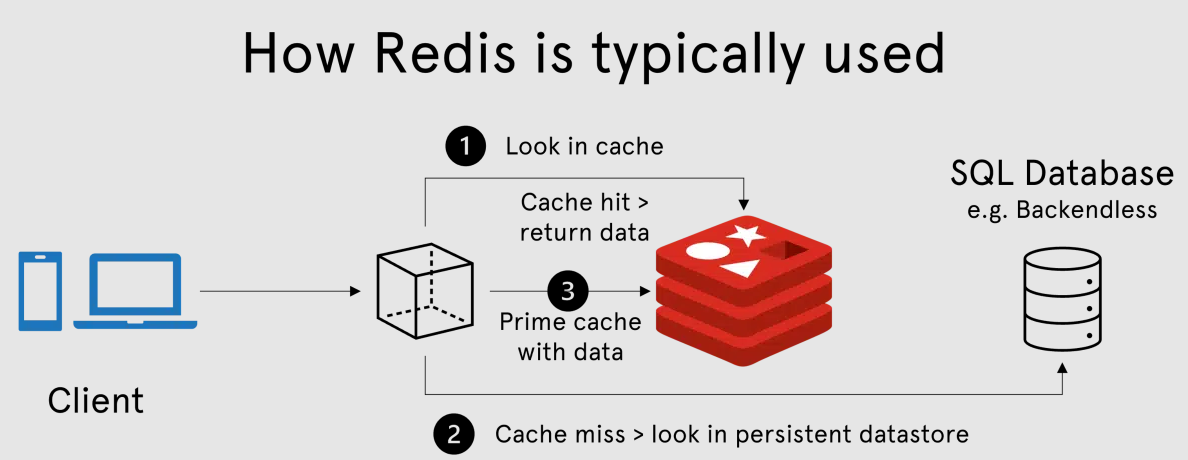 How Redis is typically used
1 Look in cache
Cache hit >
return data
SQL Database
e.g. Backendless
3
Prime cache
with data
Client
2 Cache miss > look in persistent datastore